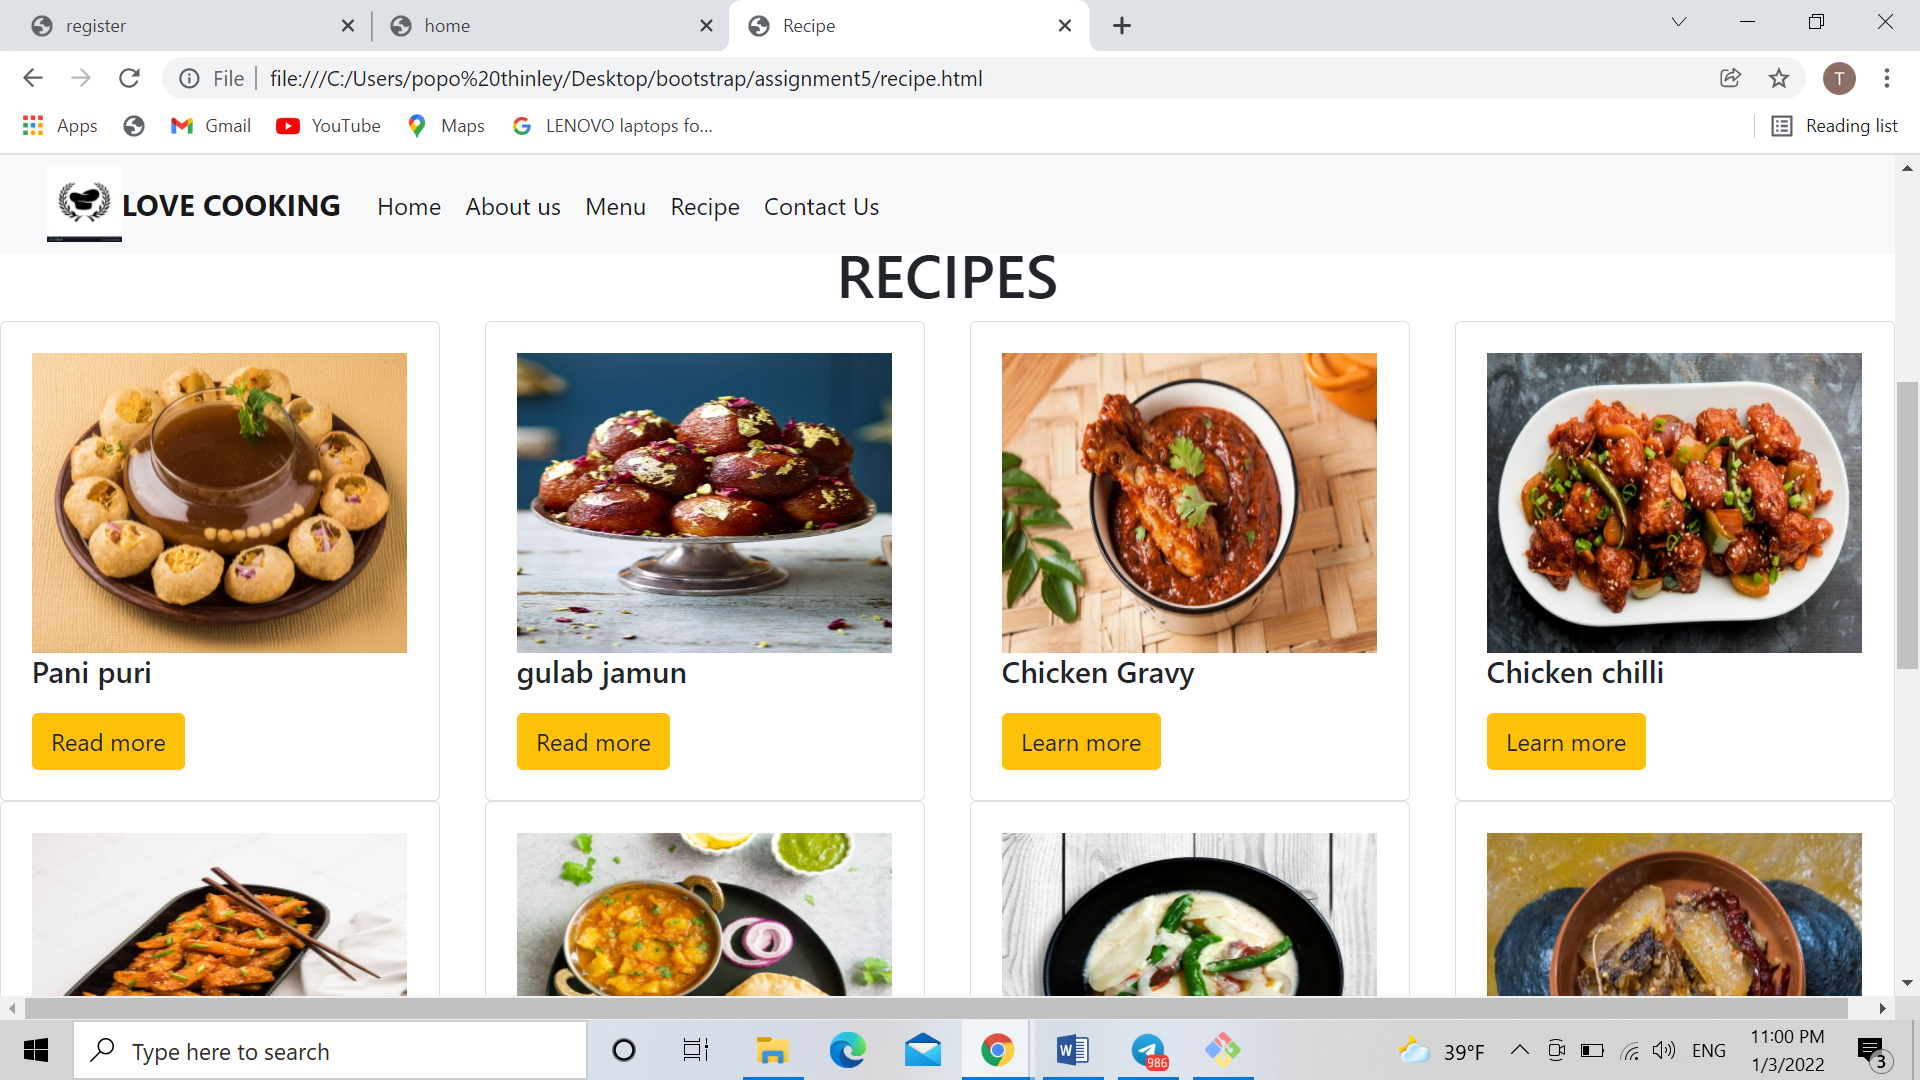 register
home
Recipe
File
file:///C:/Users/popo%20thinley/Desktop/bootstrap/assignment5/recipe.html
T
Apps
Gmail
YouTube
Maps
LENOVO laptops fo...
Reading list
LOVE COOKING
Home
About us
Menu
Recipe
Contact Us
RECIPES
Pani puri
gulab jamun
Chicken Gravy
Chicken chilli
Read more
Read more
Learn more
Learn more
Type here to search
986
39°F
ENG
11:00 PM
1/3/2022
3